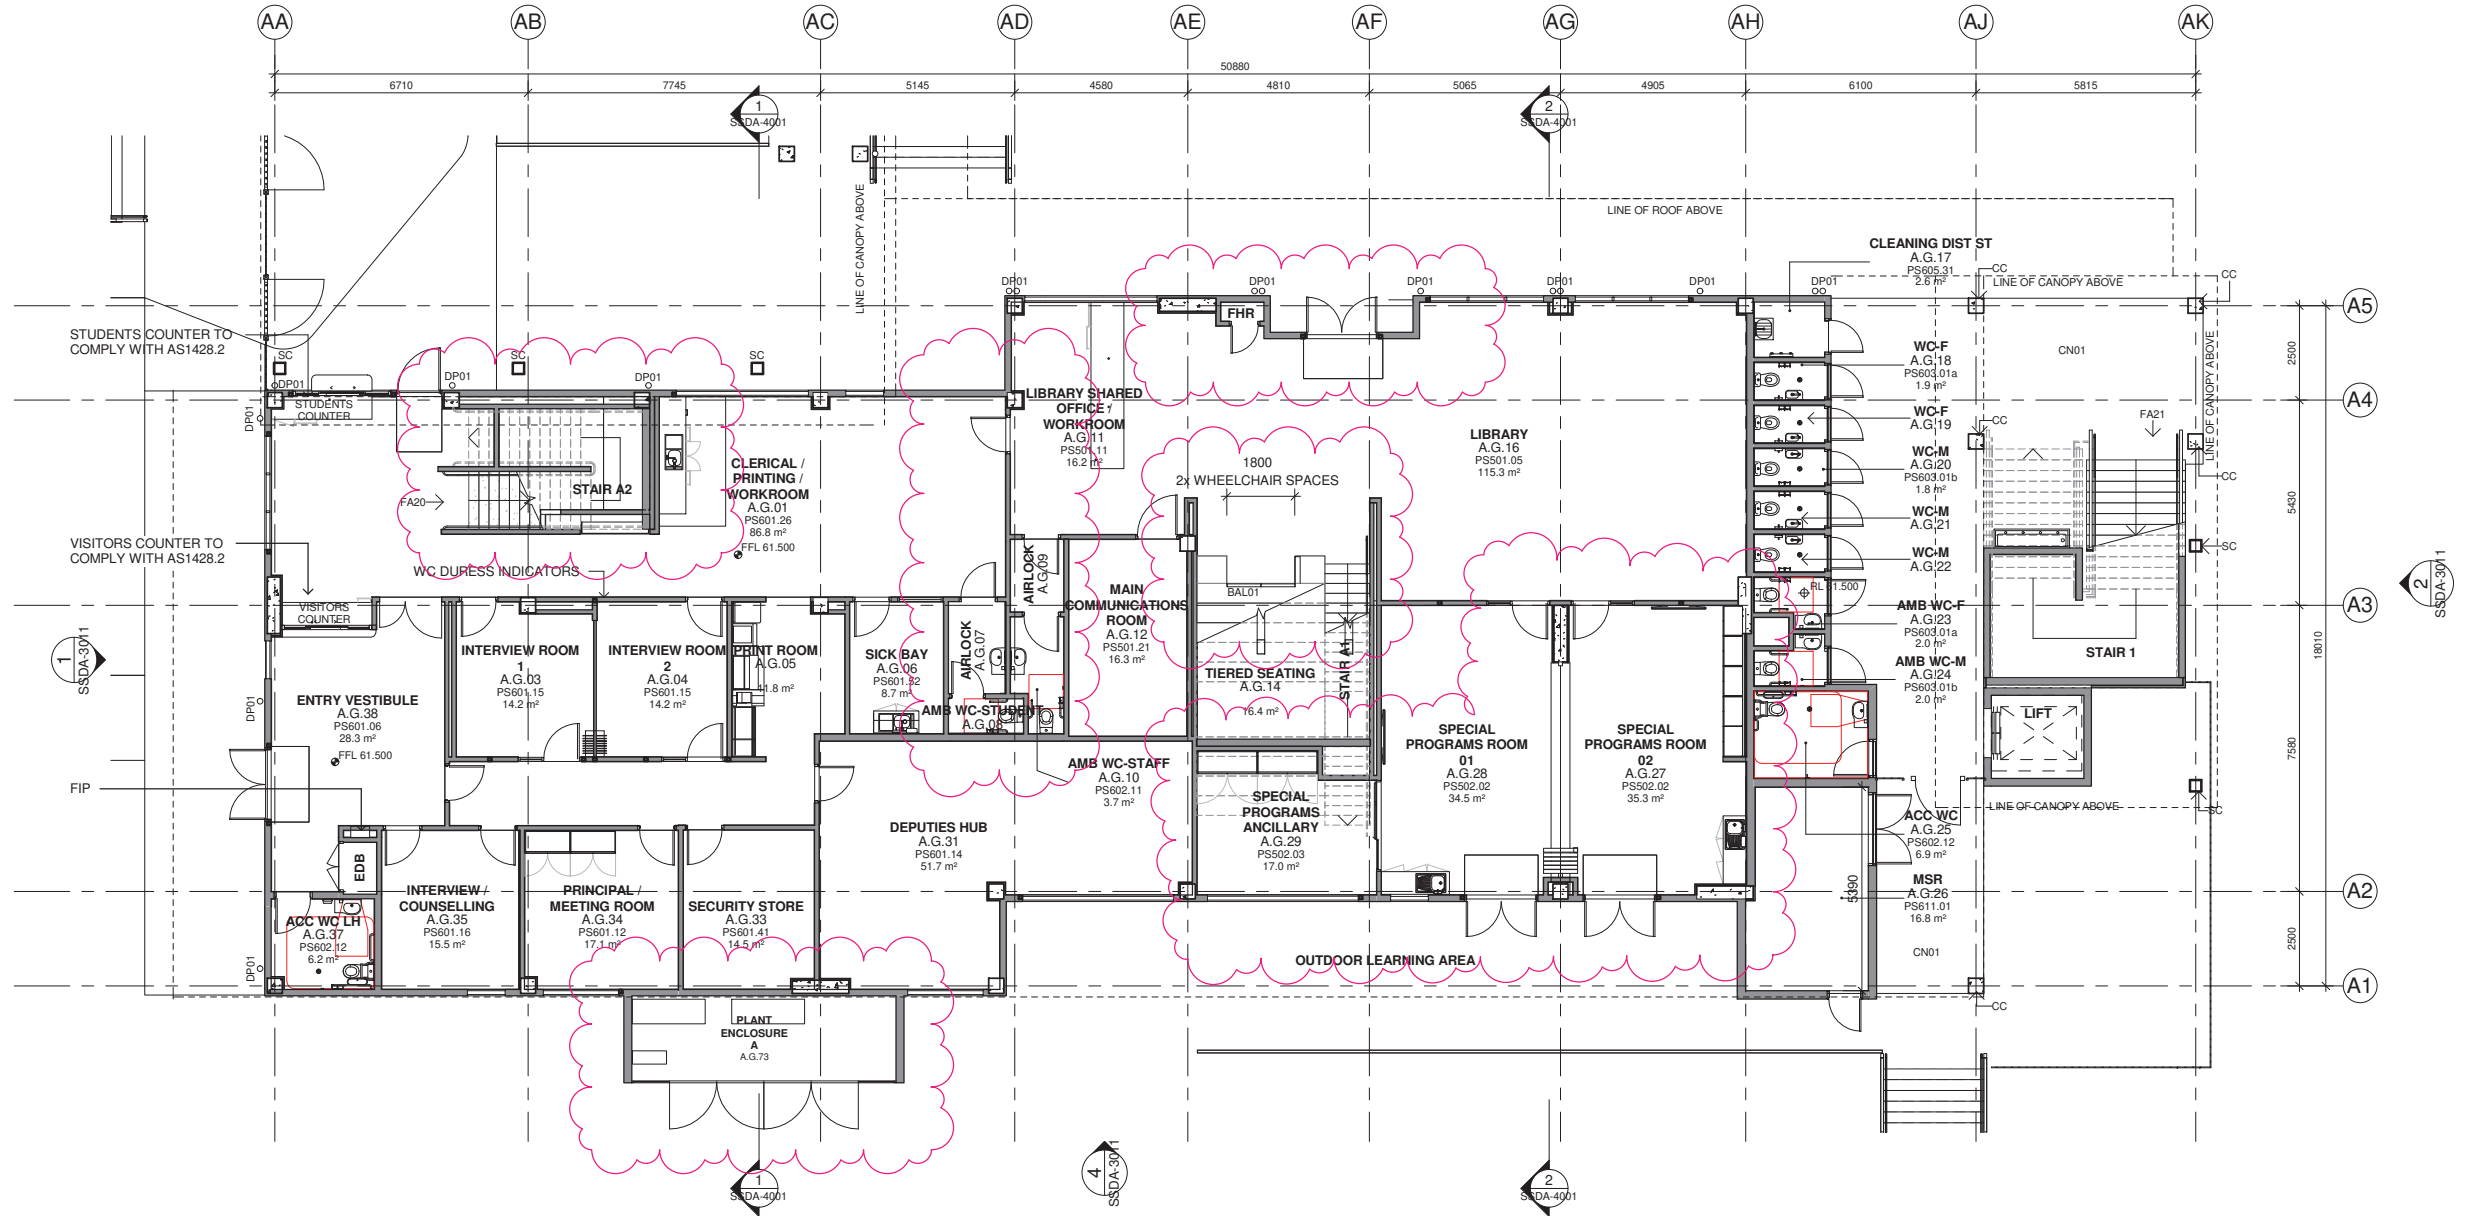 AA AB AC AD AE AF AG AH AJ AK
50880
6710 7745 5145 4580 4810 5065 4905 6100 5815
1
SSDA-4001
2
SSDA-4001
LINE OF CANOPY ABOVE
LINE OF ROOF ABOVE
CLEANING DIST ST
A.G.17
PS605.31
2.6 m²
CC
CC
LINE OF CANOPY ABOVE
LINE OF CANOPY ABOVE
DP01 DP01 DP01 DP01 DP01 DP01
A5
A4
A3
A2
A1
2500
5430
7580
2500
18010
STUDENTS COUNTER TO
COMPLY WITH AS1428.2
SC SC SC
DP01 DP01 DP01
DP01
STUDENTS
COUNTER
FHR
CN01
WC-F
A.G.18
PS603.01a
1.9 m²
WC-F
A.G.19
WC-M
A.G.20
PS603.01b
1.8 m²
WC-M
A.G.21
WC-M
A.G.22
CC
FA21
CC
SC
LIBRARY SHARED
OFFICE /
WORKROOM
A.G.11
PS501.11
16.2 m²
LIBRARY
A.G.16
PS501.05
115.3 m²
1800
2x WHEELCHAIR SPACES
CLERICAL /
PRINTING /
WORKROOM
A.G.01
PS601.26
86.8 m²
FFL 61.500
STAIR A2
FA20
VISITORS COUNTER TO
COMPLY WITH AS1428.2
WC DURESS INDICATORS
VISITORS
COUNTER
AIRLOCK
A.G.09
MAIN
COMMUNICATIONS
ROOM
A.G.12
PS501.21
16.3 m²
BAL01
RL 61.500
AMB WC-F
A.G.23
PS603.01a
2.0 m²
AMB WC-M
A.G.24
PS603.01b
2.0 m²
STAIR 1
LIFT
1
SSDA-3011
2
SSDA-3011
INTERVIEW ROOM
1
A.G.03
PS601.15
14.2 m²
INTERVIEW ROOM
2
A.G.04
PS601.15
14.2 m²
PRINT ROOM
A.G.05
11.8 m²
SICK BAY
A.G.06
PS601.52
8.7 m²
AIRLOCK
A.G.07
AMB WC-STUDENT
A.G.08
TIERED SEATING
A.G.14
16.4 m²
STAIR A1
ENTRY VESTIBULE
A.G.38
PS601.06
28.3 m²
FFL 61.500
DP01
FIP
EDB
AMB WC-STAFF
A.G.10
PS602.11
3.7 m²
SPECIAL
PROGRAMS ROOM
01
A.G.28
PS502.02
34.5 m²
SPECIAL
PROGRAMS ROOM
02
A.G.27
PS502.02
35.3 m²
SPECIAL
PROGRAMS
ANCILLARY
A.G.29
PS502.03
17.0 m²
DEPUTIES HUB
A.G.31
PS601.14
51.7 m²
LINE OF CANOPY ABOVE
SC
ACC WC
A.G.25
PS602.12
6.9 m²
MSR
A.G.26
PS611.01
16.8 m²
5390
CN01
CC
INTERVIEW /
COUNSELLING
A.G.35
PS601.16
15.5 m²
PRINCIPAL /
MEETING ROOM
A.G.34
PS601.12
17.1 m²
SECURITY STORE
A.G.33
PS601.41
14.5 m²
ACC WC LH
A.G.37
PS602.12
6.2 m²
DP01
OUTDOOR LEARNING AREA
PLANT
ENCLOSURE
A
A.G.73
1
SSDA-4001
4
SSDA-3011
2
SSDA-4001